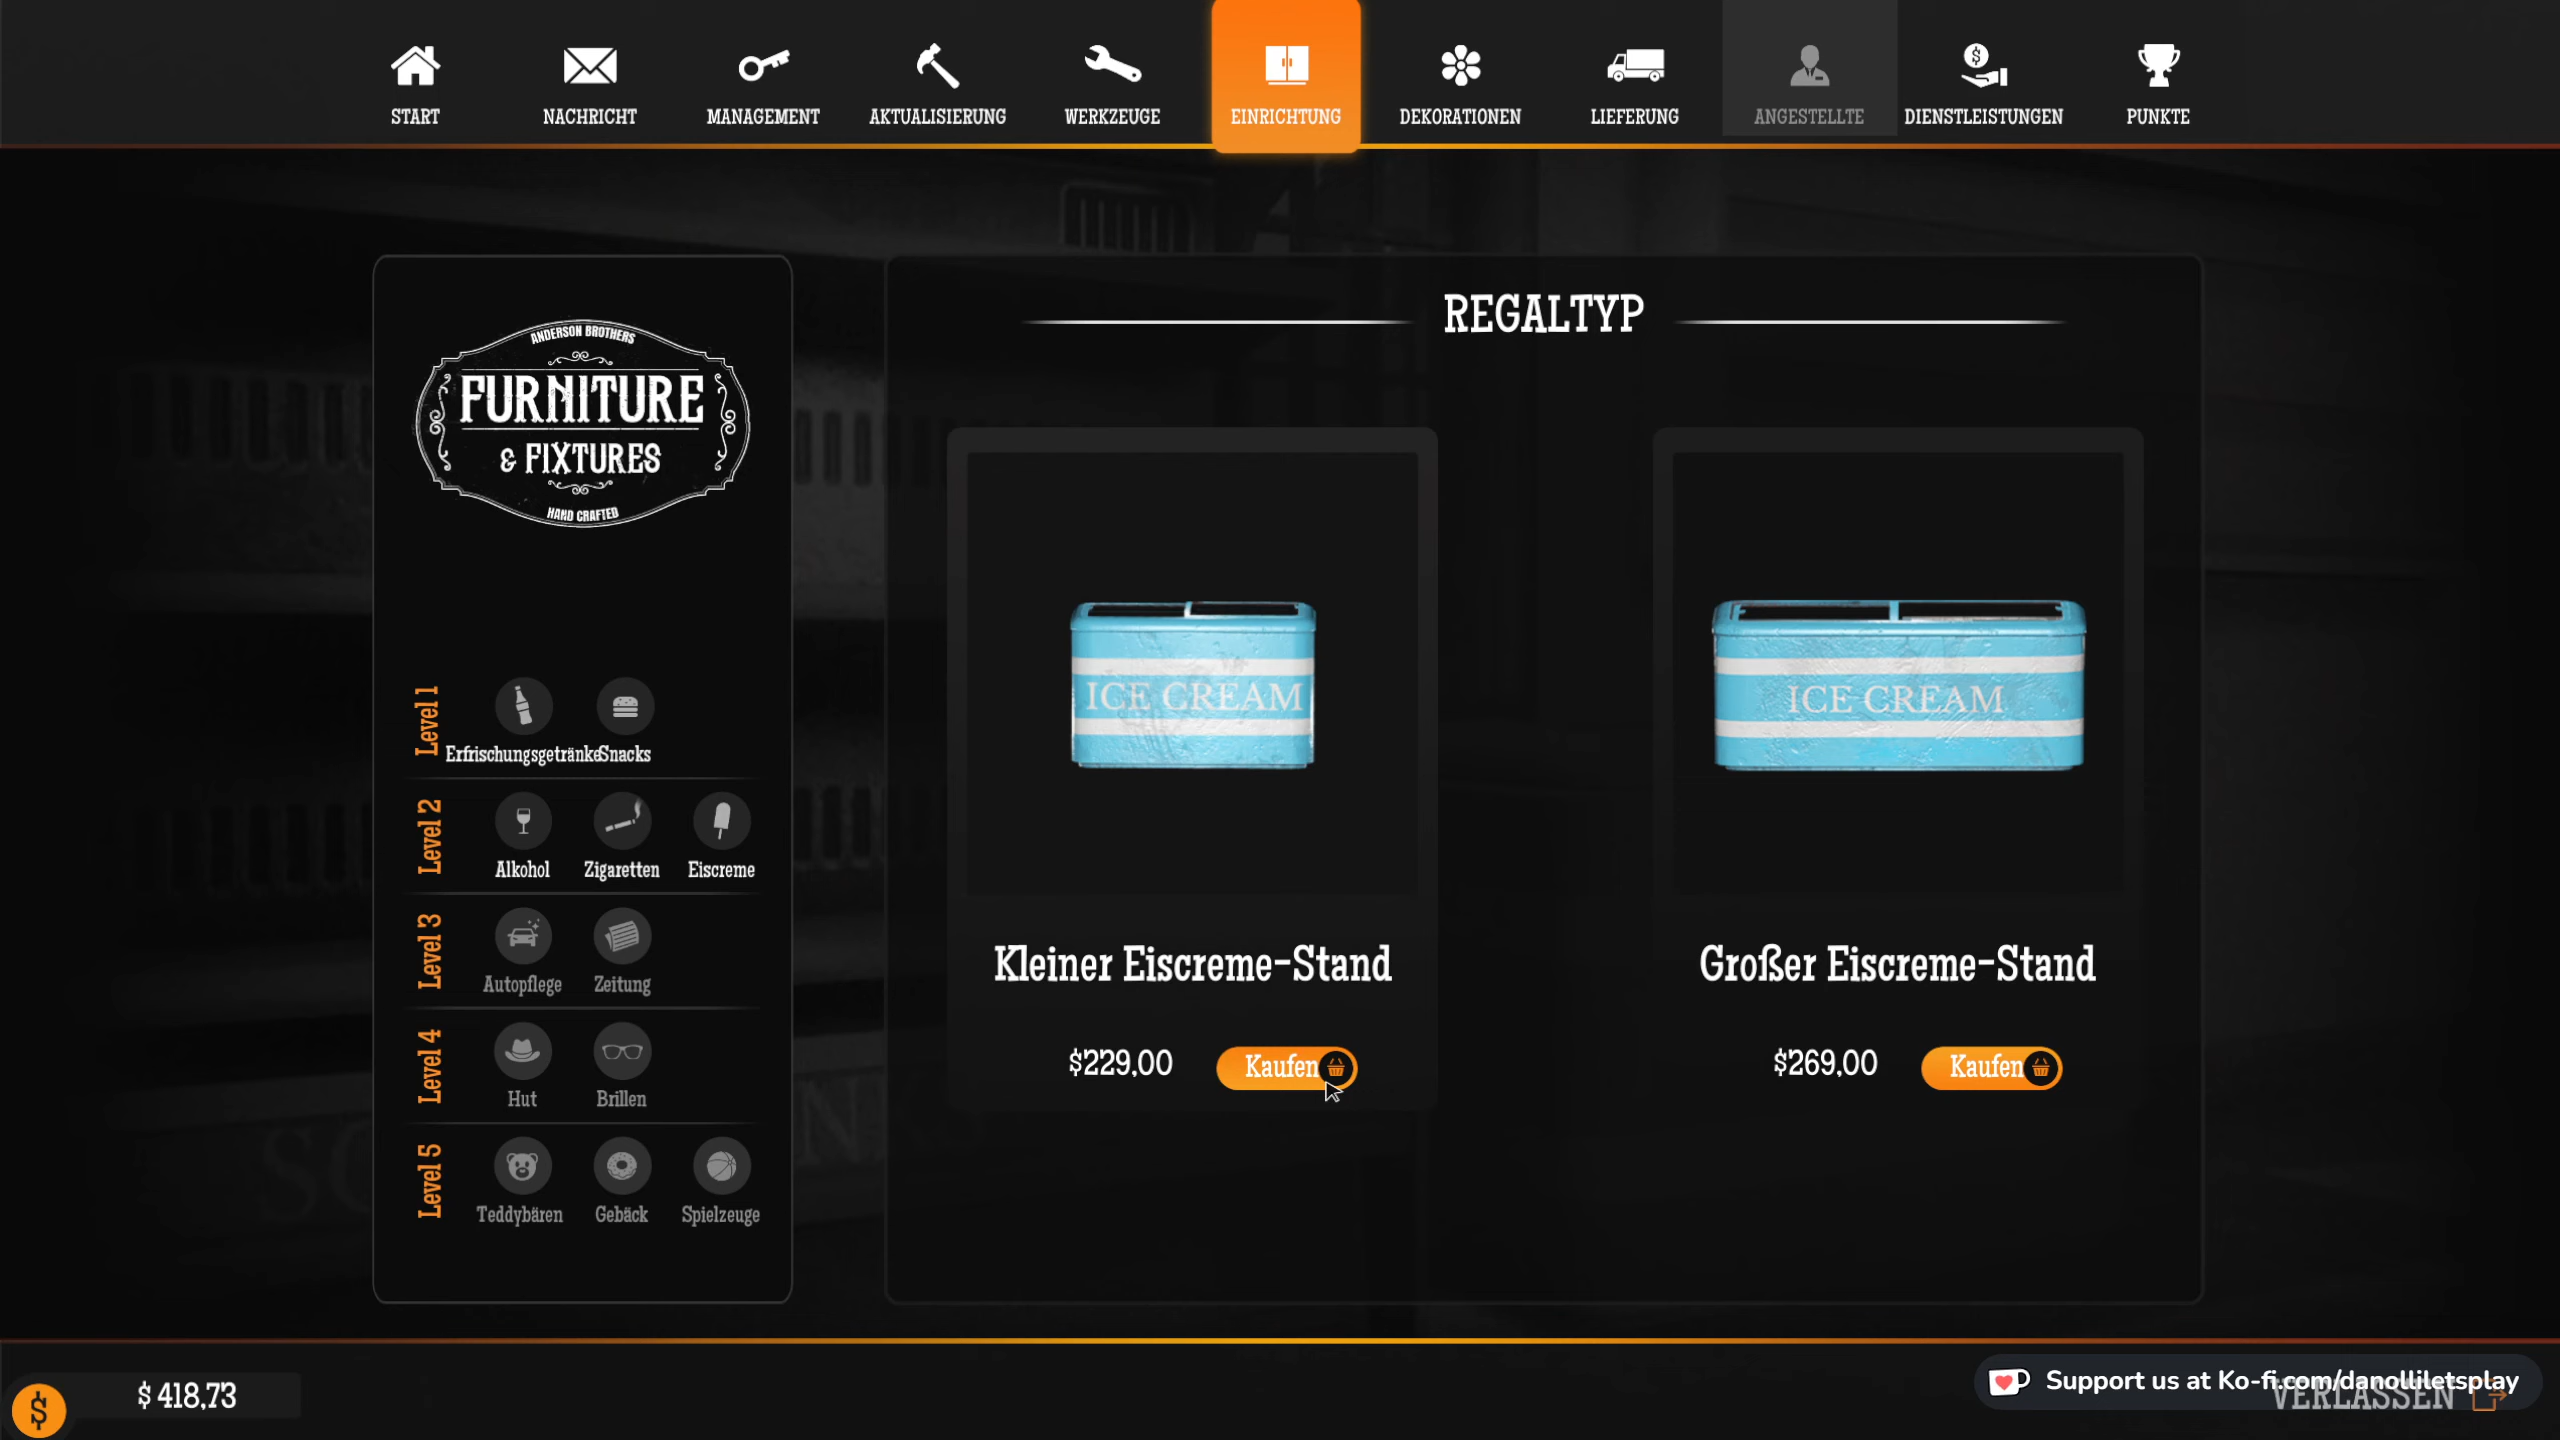 START
NACHRICHT
MANAGEMENT
AKTUALISIERUNG
WERKZEUGE
EINRICHTUNG
DEKORATIONEN
LIEFERUNG
ANGESTELLTE
DIENSTLEISTUNGEN
PUNKTE
ANDERSON BROTHERS
FURNITURE
& FIXTURES
HAND CRAFTED
Level 1
Erfrischungsgetränke
Snacks
Level 2
Alkohol
Zigaretten
Eiscreme
Level 3
Autopflege
Zeitung
Level 4
Hut
Brillen
Level 5
Teddybären
Gebäck
Spielzeuge
REGALTYP
ICE CREAM
Kleiner Eiscreme-Stand
$229,00
Kaufen
ICE CREAM
Großer Eiscreme-Stand
$269,00
Kaufen
$
$ 418,73
Support us at Ko-fi.com/danolliletsplay
VERLASSEN